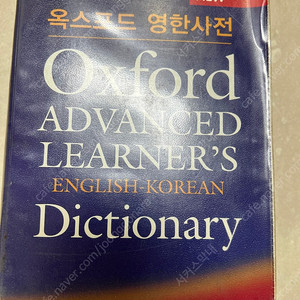 옥스포드 영한사전
Oxford
ADVANCED
LEARNER'S
ENGLISH-KOREAN
Dictionary